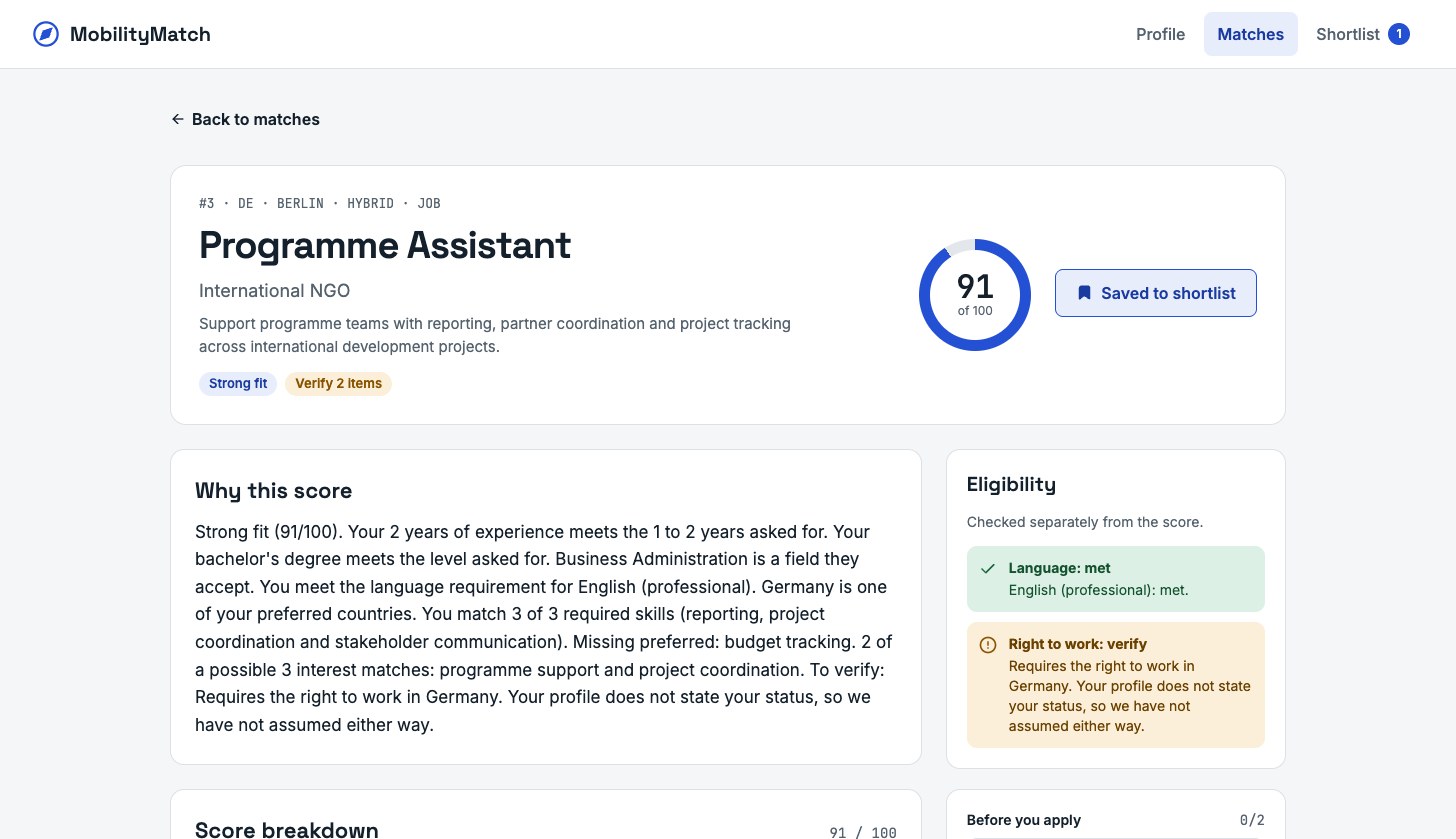 MobilityMatch
Profile
Matches
Shortlist 1
← Back to matches
#3 · DE · BERLIN · HYBRID · JOB
Programme Assistant
International NGO
Support programme teams with reporting, partner coordination and project tracking
across international development projects.
Strong fit
Verify 2 items
91
of 100
Saved to shortlist
Why this score
Strong fit (91/100). Your 2 years of experience meets the 1 to 2 years asked for. Your
bachelor's degree meets the level asked for. Business Administration is a field they
accept. You meet the language requirement for English (professional). Germany is one
of your preferred countries. You match 3 of 3 required skills (reporting, project
coordination and stakeholder communication). Missing preferred: budget tracking. 2 of
a possible 3 interest matches: programme support and project coordination. To verify:
Requires the right to work in Germany. Your profile does not state your status, so we
have not assumed either way.
Eligibility
Checked separately from the score.
Language: met
English (professional): met.
Right to work: verify
Requires the right to work in
Germany. Your profile does not state
your status, so we have not
assumed either way.
Score breakdown
91 / 100
Before you apply
0/2